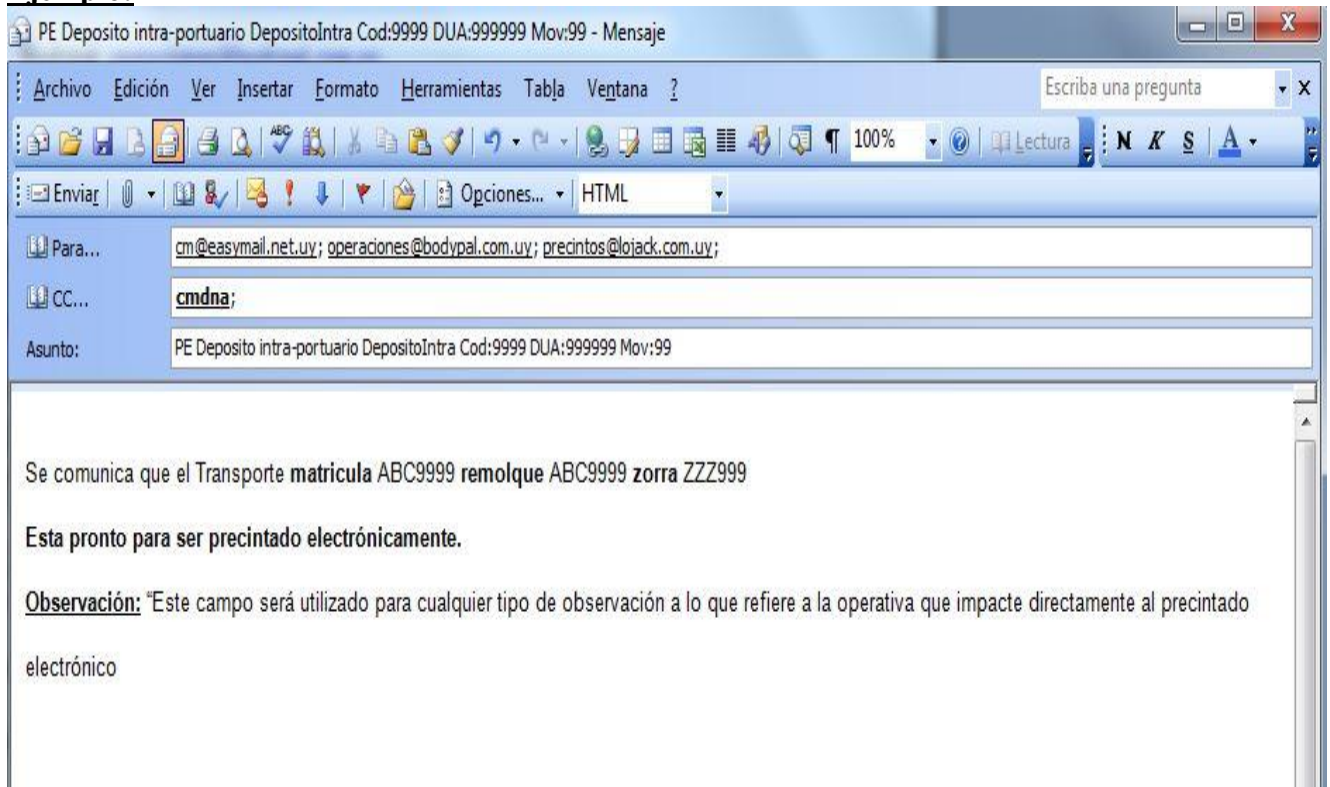 PE Deposito intra-portuario DepositoIntra Cod:9999 DUA:999999 Mov:99 - Mensaje
Archivo Edición Ver Insertar Formato Herramientas Tabla Ventana ? Escriba una pregunta
100% Lectura N K S A
Enviar Opciones... HTML
Para... cm@easymail.net.uy; operaciones@bodypal.com.uy; precintos@lojack.com.uy;
CC... cmdna;
Asunto: PE Deposito intra-portuario DepositoIntra Cod:9999 DUA:999999 Mov:99
Se comunica que el Transporte matricula ABC9999 remolque ABC9999 zorra ZZZ999
Esta pronto para ser precintado electrónicamente.
Observación: “Este campo será utilizado para cualquier tipo de observación a lo que refiere a la operativa que impacte directamente al precintado
electrónico